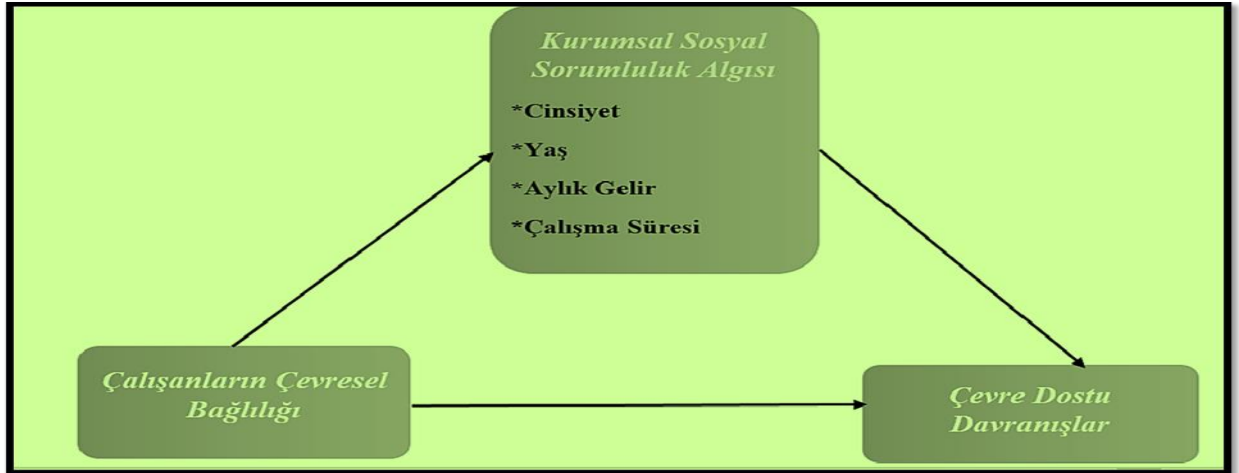 Kurumsal Sosyal
Sorumluluk Algısı
*Cinsiyet
*Yaş
*Aylık Gelir
*Çalışma Süresi
Çalışanların Çevresel
Bağlılığı
Çevre Dostu
Davranışlar